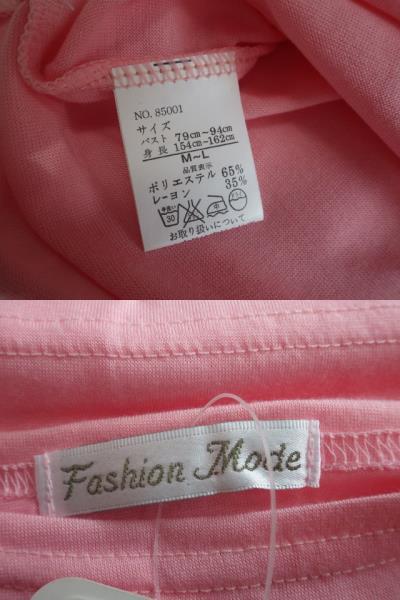 NO. 85001
サイズ
バスト 79cm~94cm
身長 154cm~162cm
M~L
品質表示
ポリエステル 65%
レーヨン 35%
30 中
お取り扱いについて
Fashion Mode